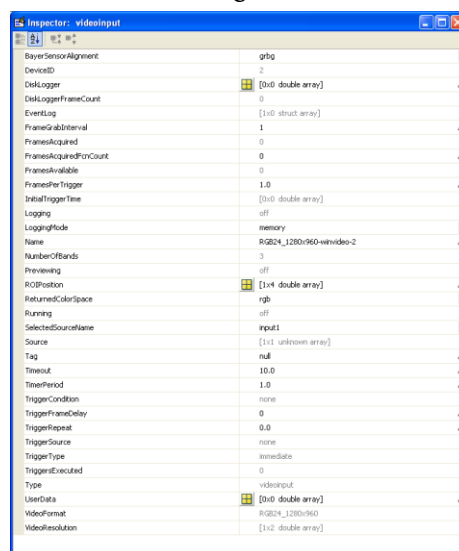 Inspector: videoinput
BayerSensorAlignment grbg
DeviceID 2
DiskLogger [0x0 double array]
DiskLoggerFrameCount 0
EventLog [1x0 struct array]
FrameGrabInterval 1
FramesAcquired 0
FramesAcquiredFcnCount 0
FramesAvailable 0
FramesPerTrigger 1.0
InitialTriggerTime [0x0 double array]
Logging off
LoggingMode memory
Name RGB24_1280x960-winvideo-2
NumberOfBands 3
Previewing off
ROIPosition [1x4 double array]
ReturnedColorSpace rgb
Running off
SelectedSourceName input1
Source [1x1 unknown array]
Tag null
Timeout 10.0
TimerPeriod 1.0
TriggerCondition none
TriggerFrameDelay 0
TriggerRepeat 0.0
TriggerSource none
TriggerType immediate
TriggersExecuted 0
Type videoinput
UserData [0x0 double array]
VideoFormat RGB24_1280x960
VideoResolution [1x2 double array]